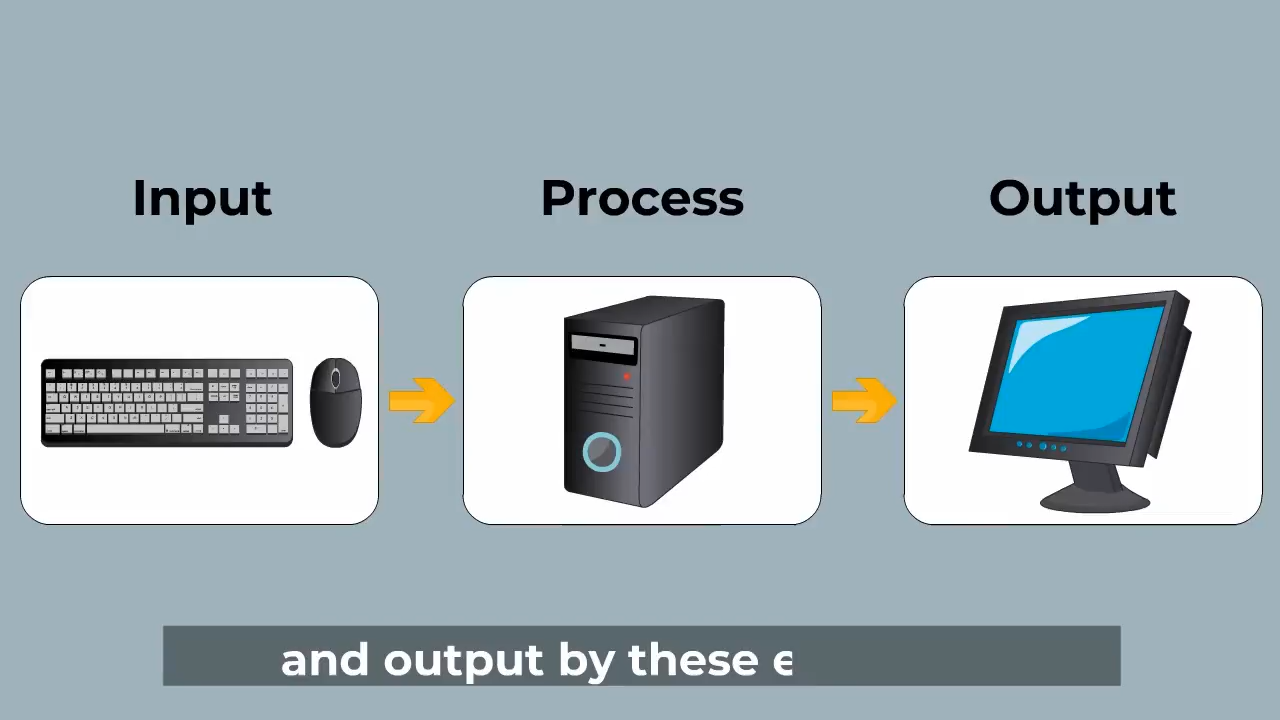 Input
Process
Output
and output by these